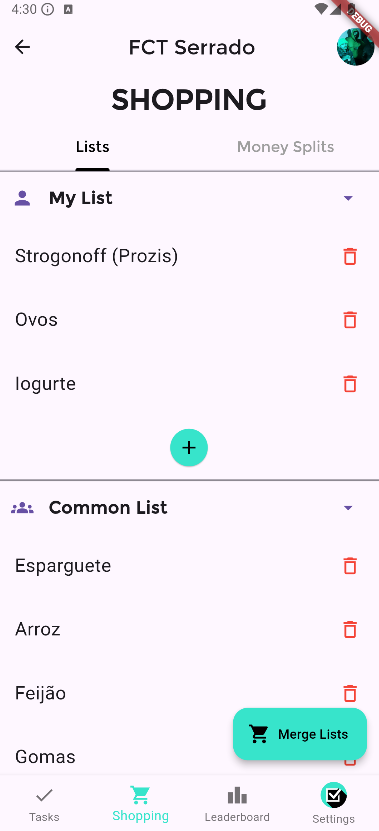 4:30
DEBUG
FCT Serrado
SHOPPING
Lists
Money Splits
My List
Strogonoff (Prozis)
Ovos
Iogurte
Common List
Esparguete
Arroz
Feijão
Gomas
Merge Lists
Tasks
Shopping
Leaderboard
Settings